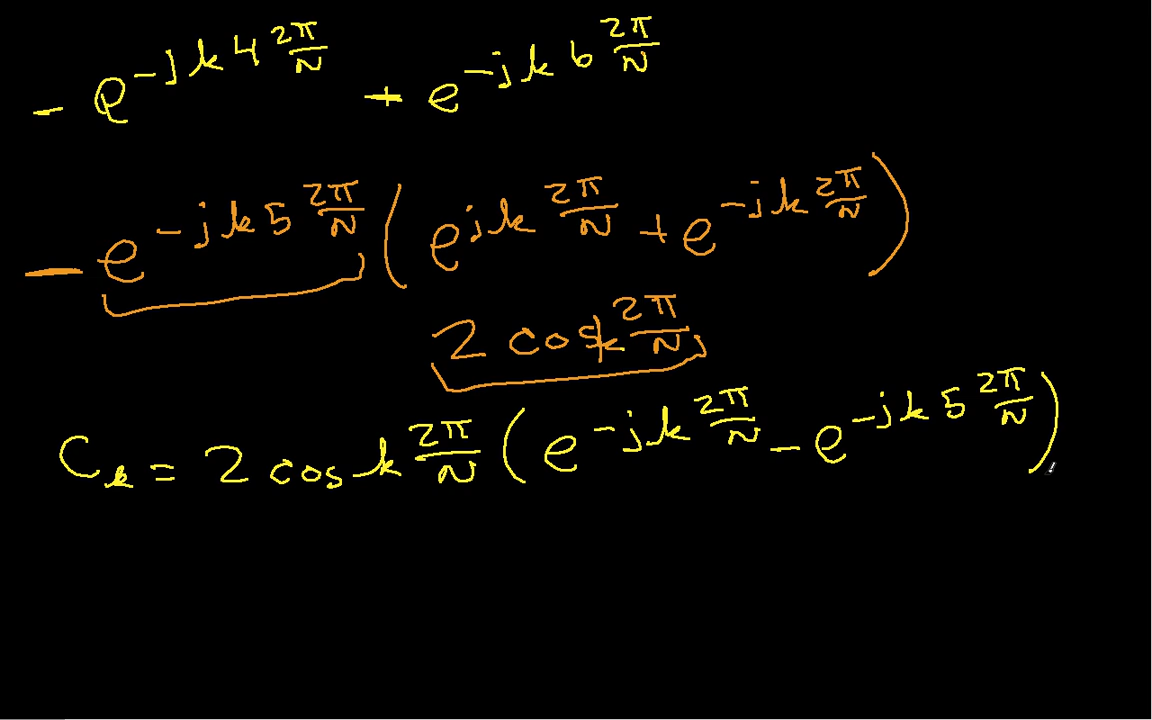 - e^{-jk4 2π/N} + e^{-jk6 2π/N}
- e^{-jk5 2π/N} ( e^{jk 2π/N} + e^{-jk 2π/N} )
2 cos k 2π/N
C_k = 2 cos k 2π/N ( e^{-jk 2π/N} - e^{-jk5 2π/N} )